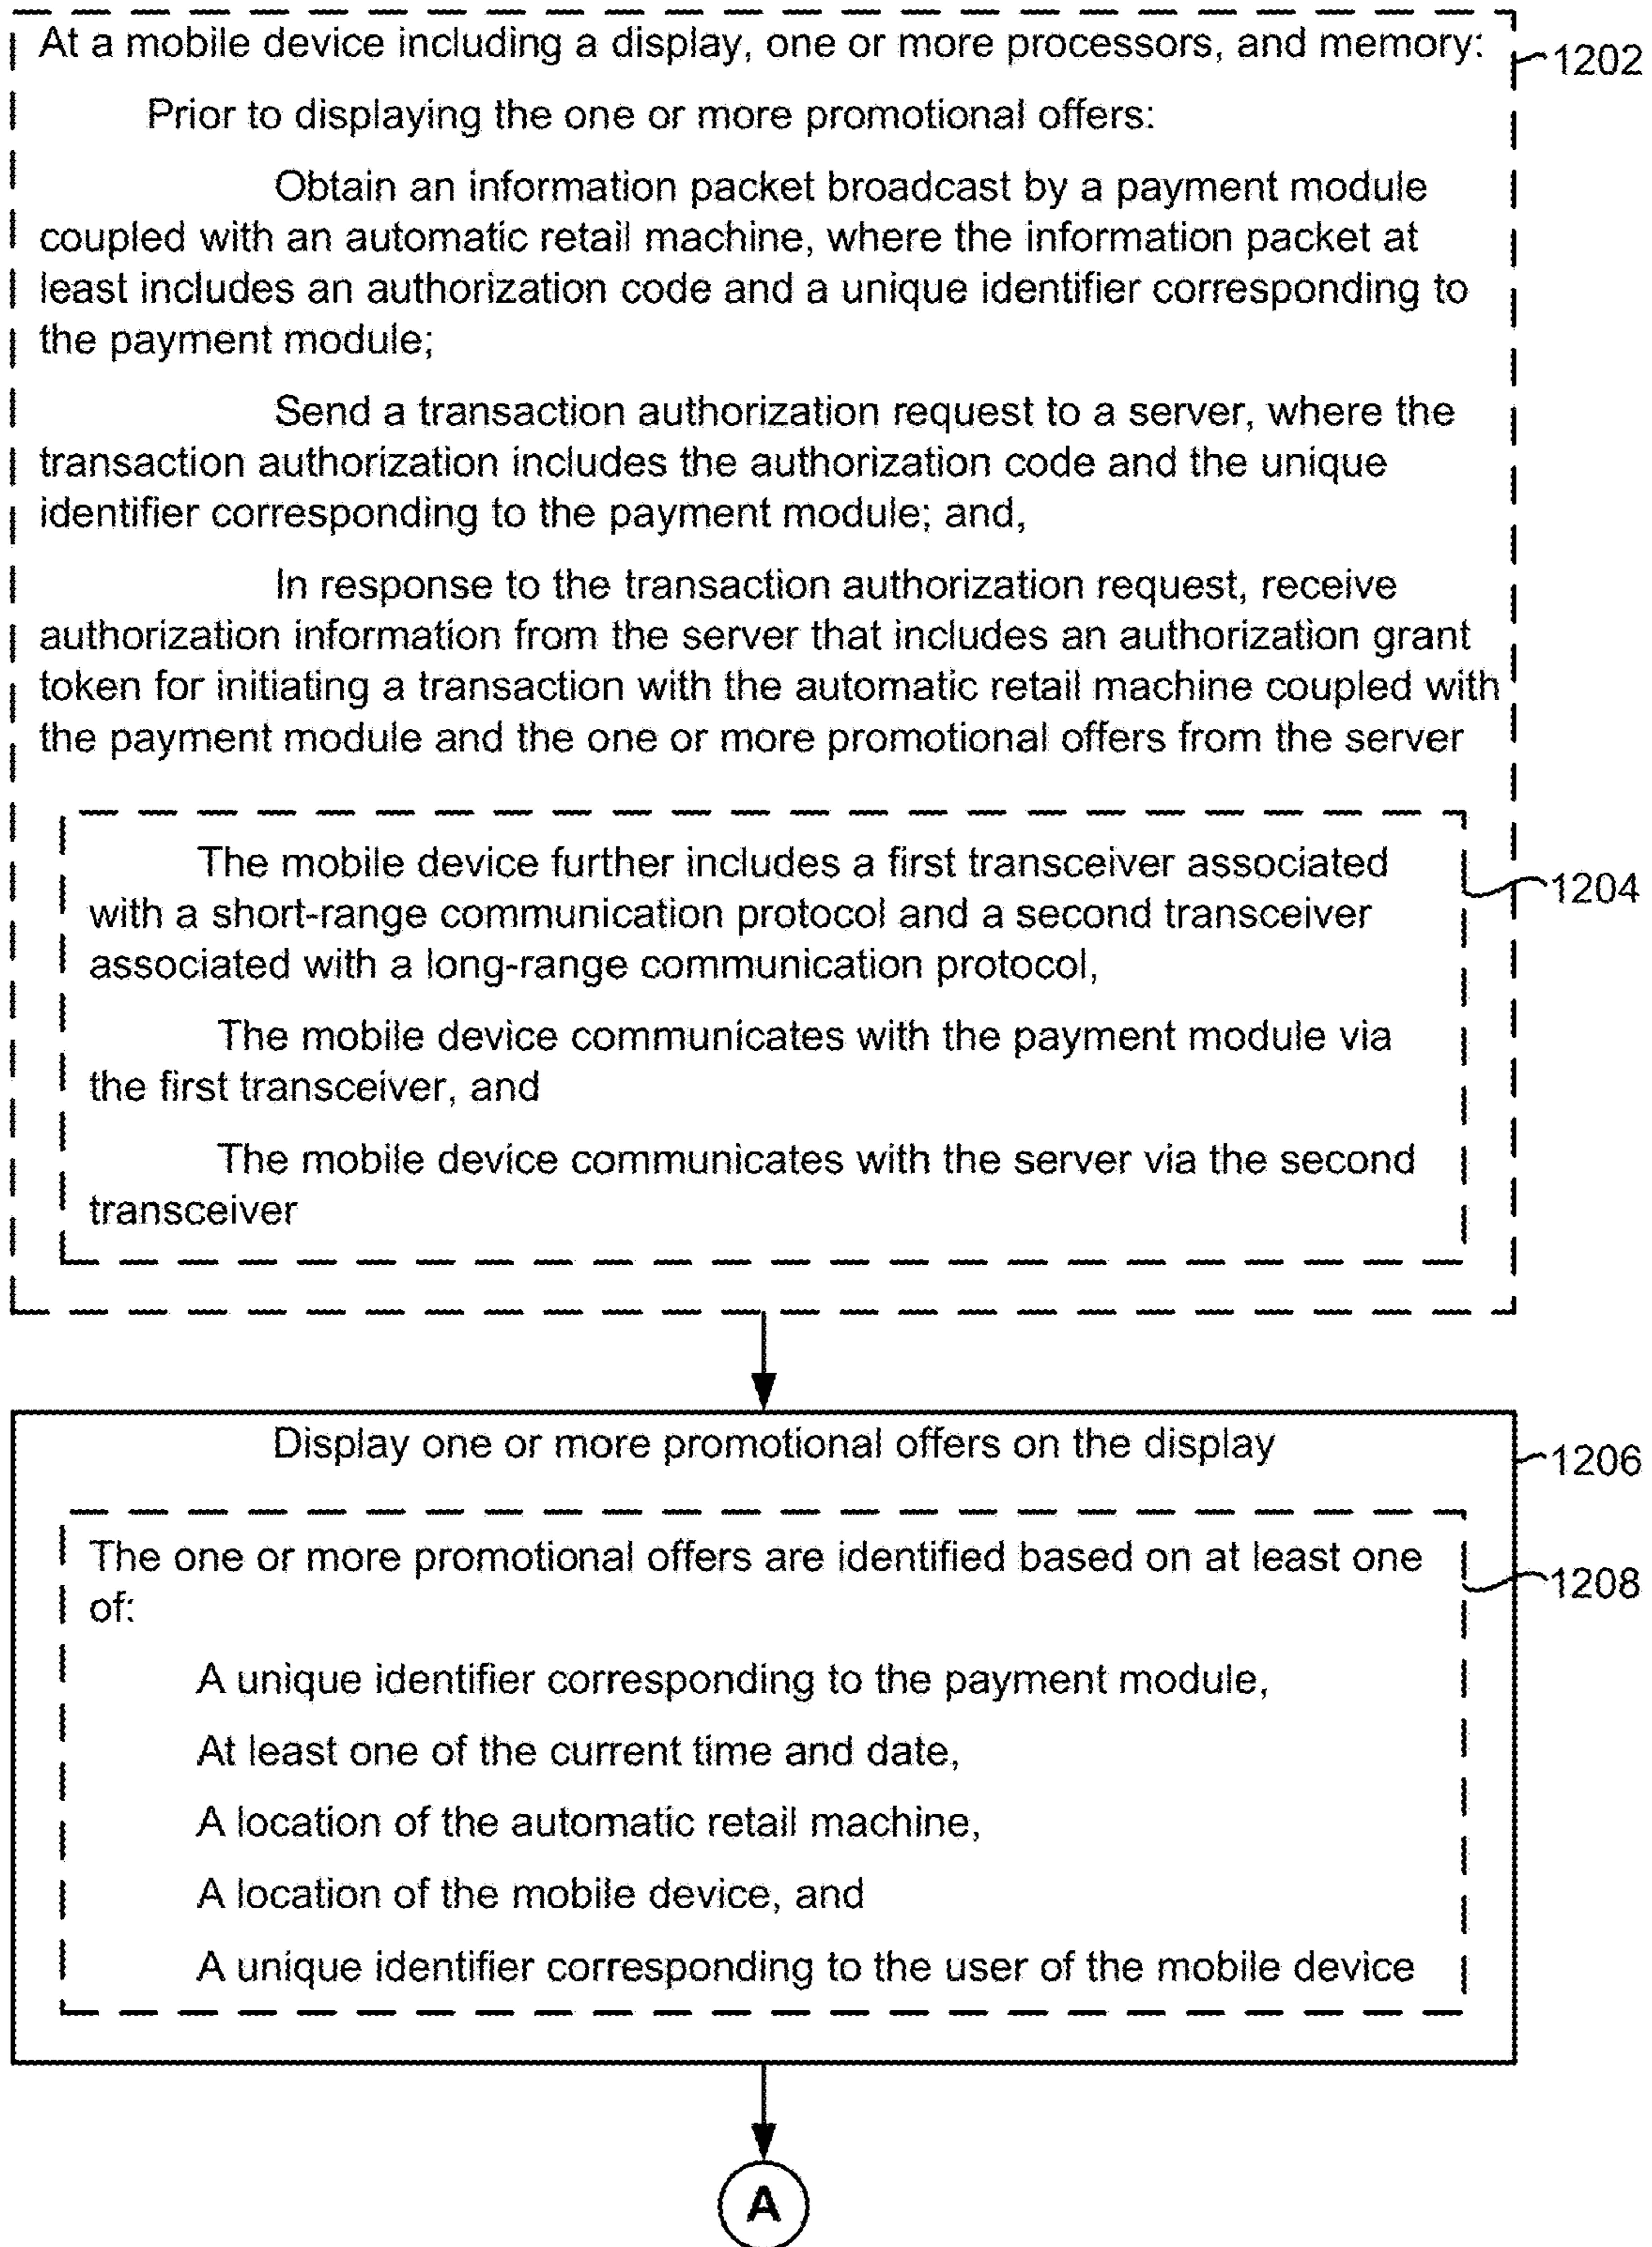 At a mobile device including a display, one or more processors, and memory:
1202
Prior to displaying the one or more promotional offers:
Obtain an information packet broadcast by a payment module
coupled with an automatic retail machine, where the information packet at
least includes an authorization code and a unique identifier corresponding to
the payment module;
Send a transaction authorization request to a server, where the
transaction authorization includes the authorization code and the unique
identifier corresponding to the payment module; and,
In response to the transaction authorization request, receive
authorization information from the server that includes an authorization grant
token for initiating a transaction with the automatic retail machine coupled with
the payment module and the one or more promotional offers from the server
The mobile device further includes a first transceiver associated
1204
with a short-range communication protocol and a second transceiver
associated with a long-range communication protocol,
The mobile device communicates with the payment module via
the first transceiver, and
The mobile device communicates with the server via the second
transceiver
Display one or more promotional offers on the display
1206
The one or more promotional offers are identified based on at least one
1208
of:
A unique identifier corresponding to the payment module,
At least one of the current time and date,
A location of the automatic retail machine,
A location of the mobile device, and
A unique identifier corresponding to the user of the mobile device
A